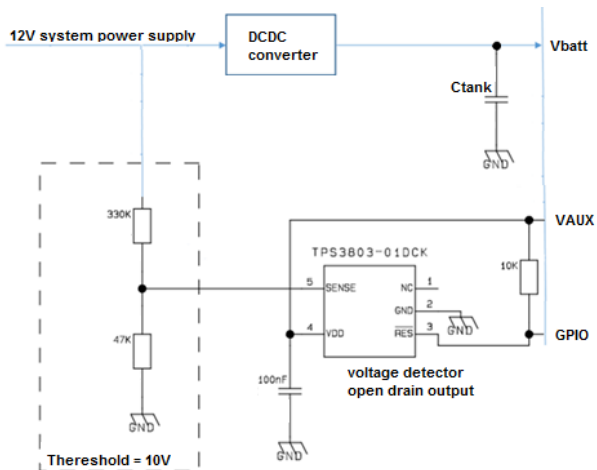 12V system power supply
DCDC
converter
Vbatt
Ctank
GND
330K
VAUX
TPS3803-01DCK
10K
5
SENSE
NC
1
GND
2
GND
4
VDD
RES
3
GPIO
47K
100nF
voltage detector
open drain output
GND
GND
Thereshold = 10V